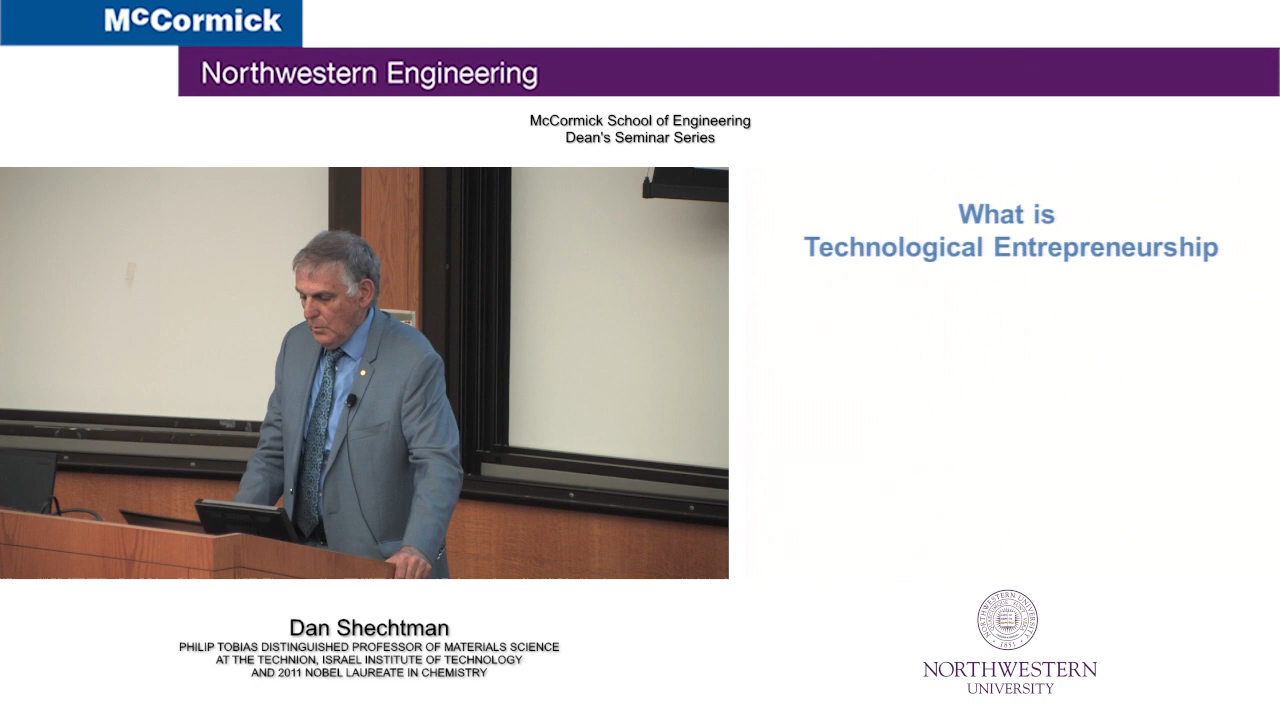 McCormick
Northwestern Engineering
McCormick School of Engineering
Dean's Seminar Series
What is
Technological Entrepreneurship
Dan Shechtman
PHILIP TOBIAS DISTINGUISHED PROFESSOR OF MATERIALS SCIENCE
AT THE TECHNION, ISRAEL INSTITUTE OF TECHNOLOGY
AND 2011 NOBEL LAUREATE IN CHEMISTRY
1851
NORTHWESTERN
UNIVERSITY